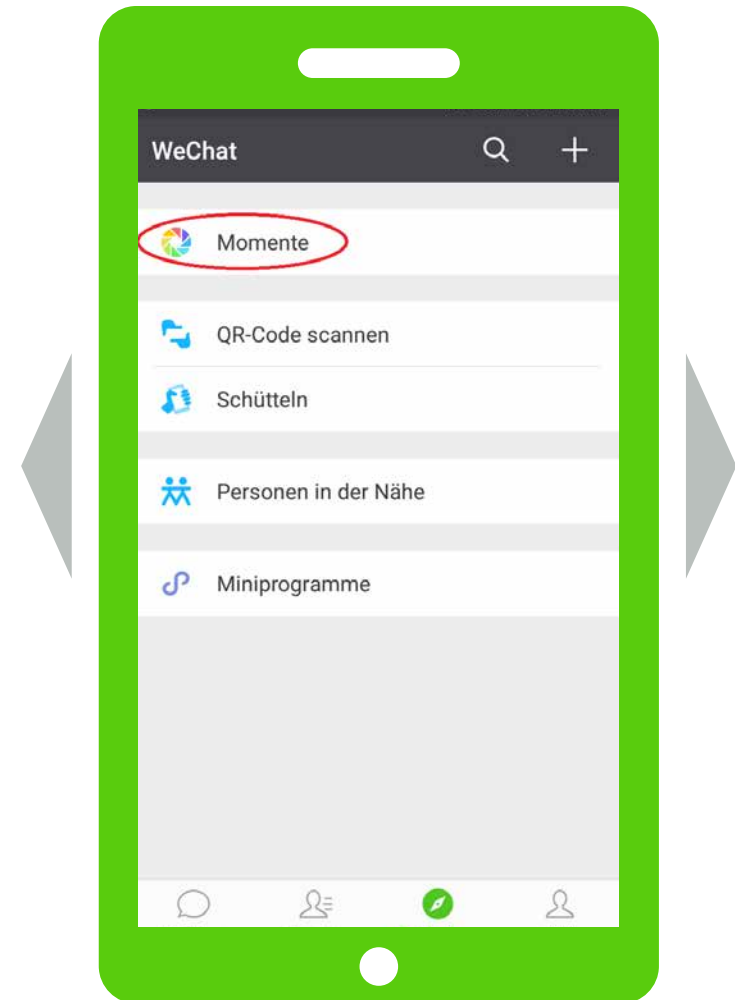 WeChat
Momente
QR-Code scannen
Schütteln
Personen in der Nähe
Miniprogramme